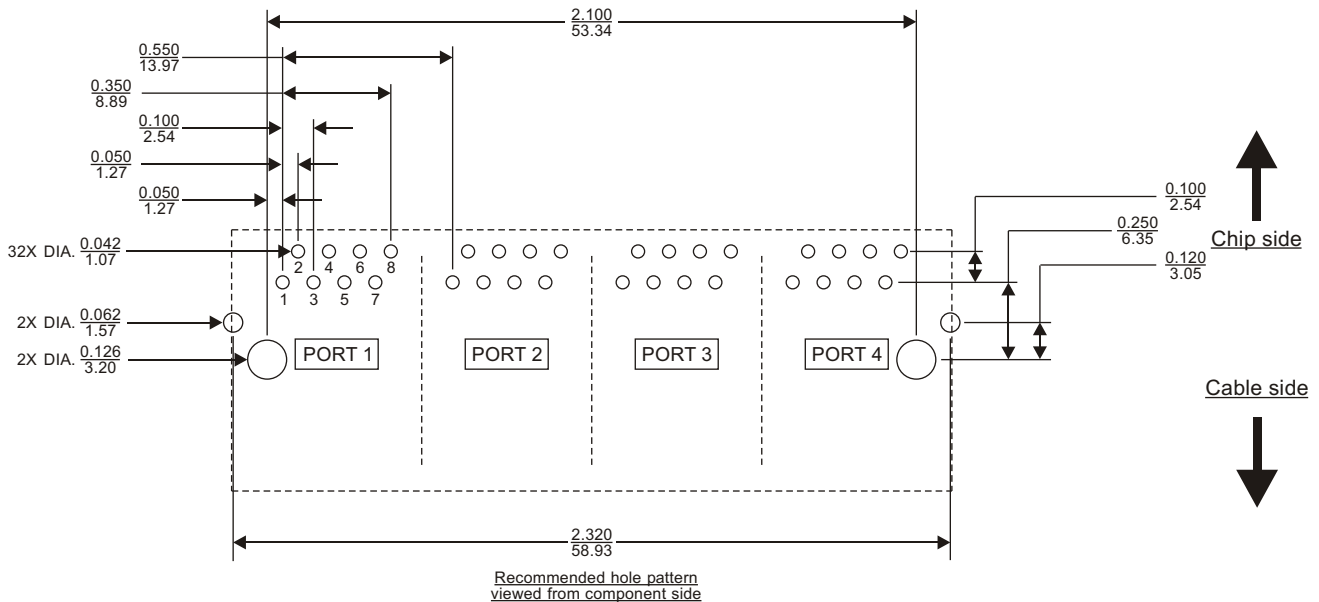 2.100
53.34
0.550
13.97
0.350
8.89
0.100
2.54
0.050
1.27
0.050
1.27
0.100
2.54
0.250
6.35
Chip side
0.120
3.05
32X DIA. 0.042
1.07
2 4 6 8
1 3 5 7
2X DIA. 0.062
1.57
2X DIA. 0.126
3.20
PORT 1 PORT 2 PORT 3 PORT 4
Cable side
2.320
58.93
Recommended hole pattern
viewed from component side